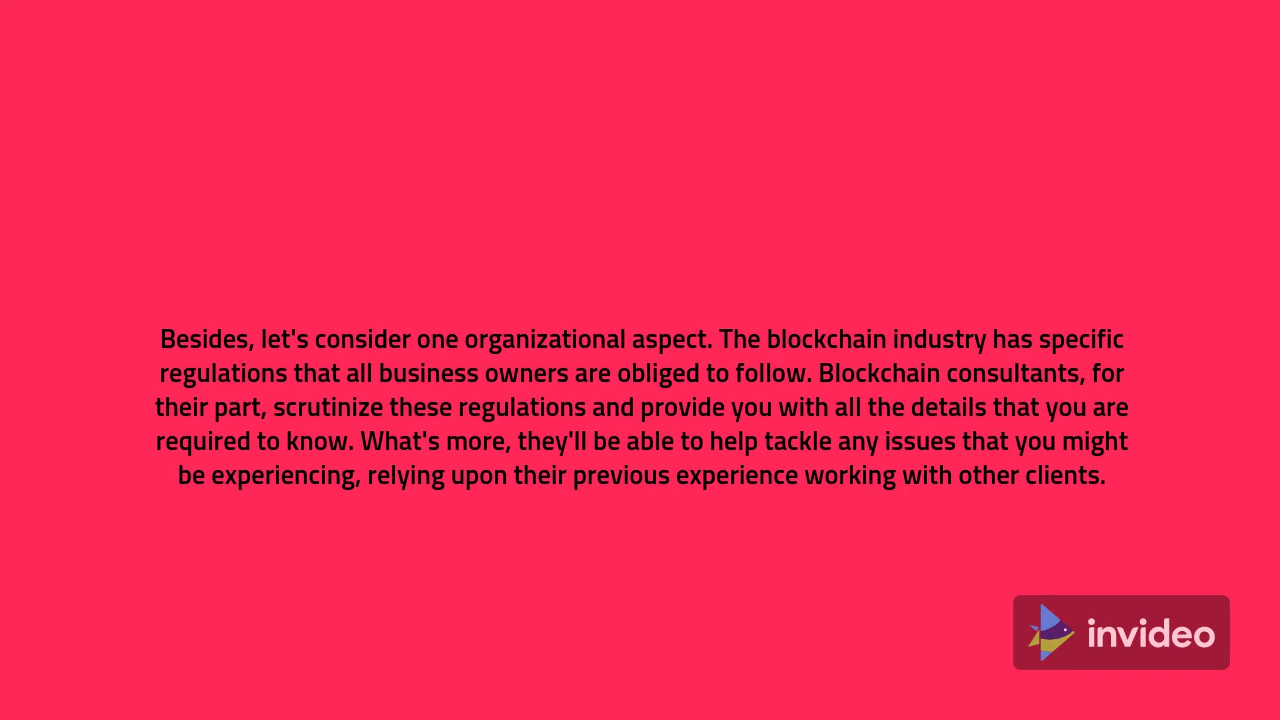 Besides, let's consider one organizational aspect. The blockchain industry has specific
regulations that all business owners are obliged to follow. Blockchain consultants, for
their part, scrutinize these regulations and provide you with all the details that you are
required to know. What's more, they'll be able to help tackle any issues that you might
be experiencing, relying upon their previous experience working with other clients.
invideo